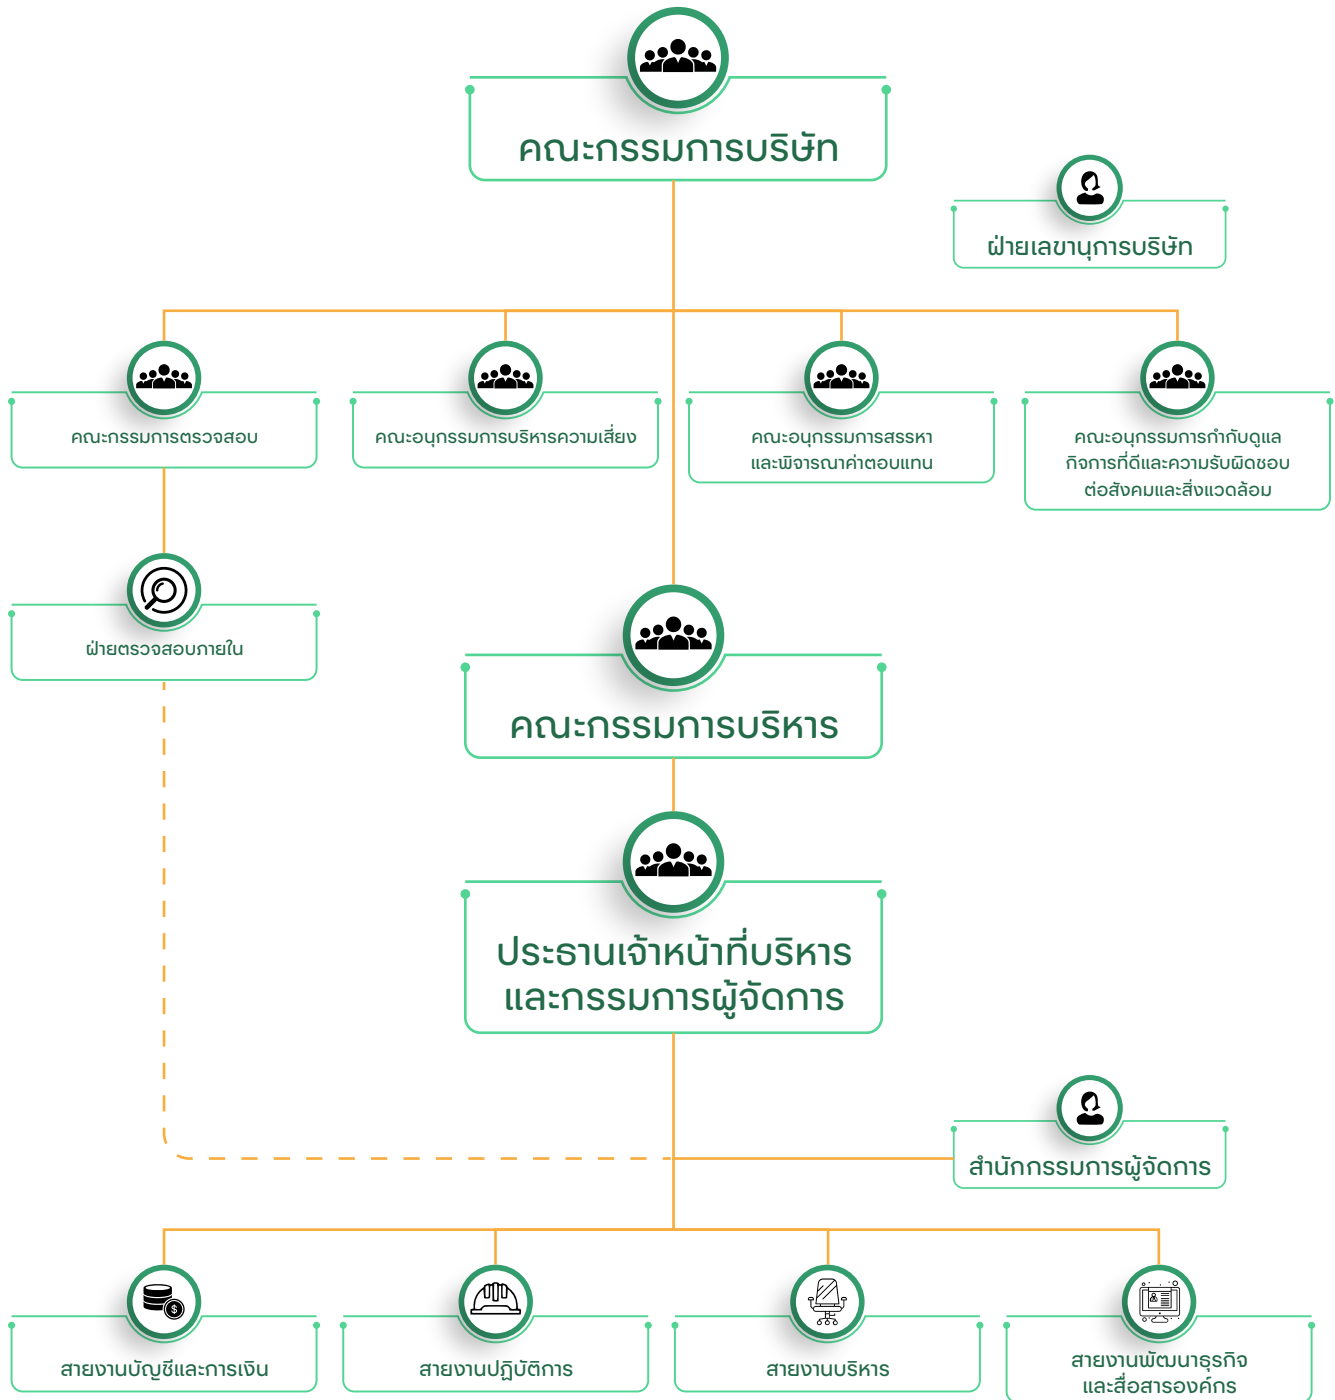 คณะกรรมการบริษัท
ฝ่ายเลขานุการบริษัท
คณะกรรมการตรวจสอบ
คณะอนุกรรมการบริหารความเสี่ยง
คณะอนุกรรมการสรรหา
และพิจารณาค่าตอบแทน
คณะอนุกรรมการกำกับดูแล
กิจการที่ดีและความรับผิดชอบ
ต่อสังคมและสิ่งแวดล้อม
ฝ่ายตรวจสอบภายใน
คณะกรรมการบริหาร
ประธานเจ้าหน้าที่บริหาร
และกรรมการผู้จัดการ
สำนักกรรมการผู้จัดการ
สายงานบัญชีและการเงิน
สายงานปฏิบัติการ
สายงานบริหาร
สายงานพัฒนาธุรกิจ
และสื่อสารองค์กร